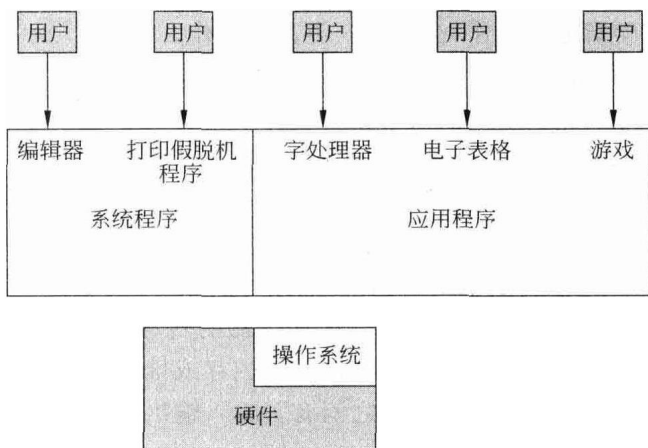 用户 用户 用户 用户 用户
编辑器 打印假脱机 字处理器 电子表格 游戏
程序
系统程序 应用程序
操作系统
硬件